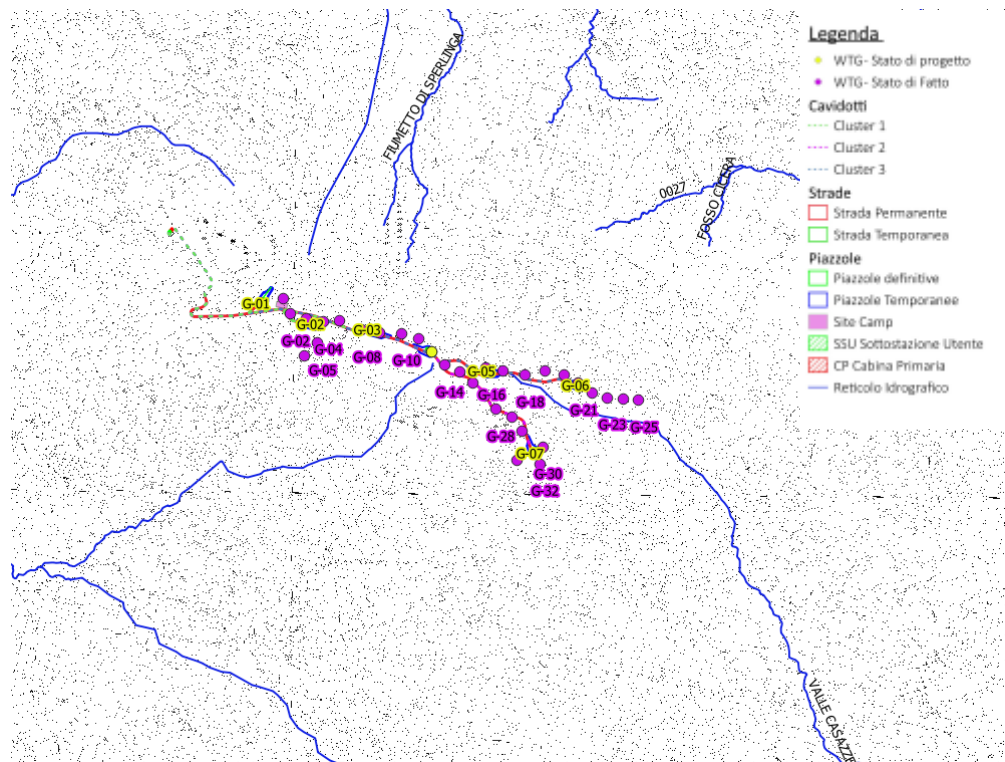 Legenda
WTG- Stato di progetto
WTG- Stato di Fatto
Cavidotti
Cluster 1
Cluster 2
Cluster 3
Strade
Strada Permanente
Strada Temporanea
Piazzole
Piazzole definitive
Piazzole Temporanee
Site Camp
SSU Sottostazione Utente
CP Cabina Primaria
Reticolo Idrografico
FIUMETTO DI SPERLINGA
0027
FOSSO CICERA
G-01
G-02
G-03
G-02
G-04
G-08
G-10
G-05
G-05
G-06
G-14
G-16
G-18
G-21
G-23
G-25
G-28
G-07
G-30
G-32
VALLE CASAZZE